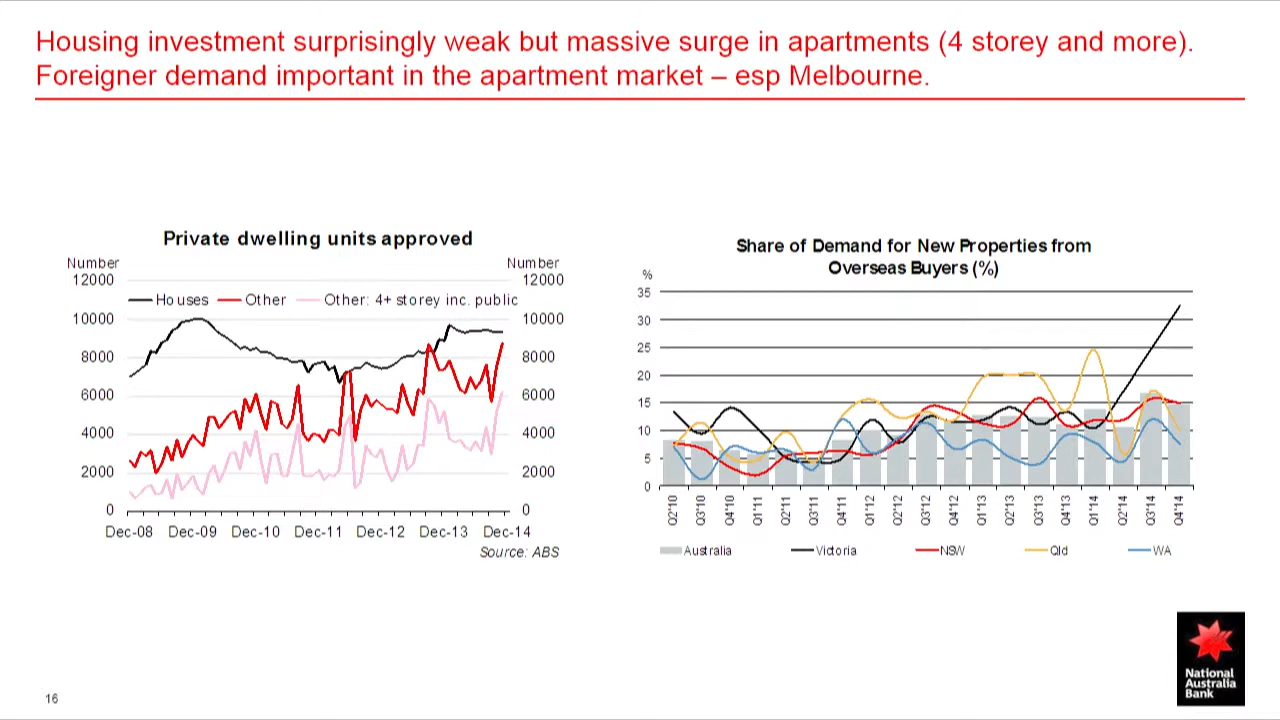 Housing investment surprisingly weak but massive surge in apartments (4 storey and more).
Foreigner demand important in the apartment market – esp Melbourne.
Private dwelling units approved
Number Number
12000 12000
Houses Other Other: 4+ storey inc. public
10000 10000
8000 8000
6000 6000
4000 4000
2000 2000
0 0
Dec-08 Dec-09 Dec-10 Dec-11 Dec-12 Dec-13 Dec-14
Source: ABS
Share of Demand for New Properties from
Overseas Buyers (%)
%
35
30
25
20
15
10
5
0
Q2'10 Q3'10 Q4'10 Q1'11 Q2'11 Q3'11 Q4'11 Q1'12 Q2'12 Q3'12 Q4'12 Q1'13 Q2'13 Q3'13 Q4'13 Q1'14 Q2'14 Q3'14 Q4'14
Australia Victoria NSW Qld WA
National
Australia
Bank
16